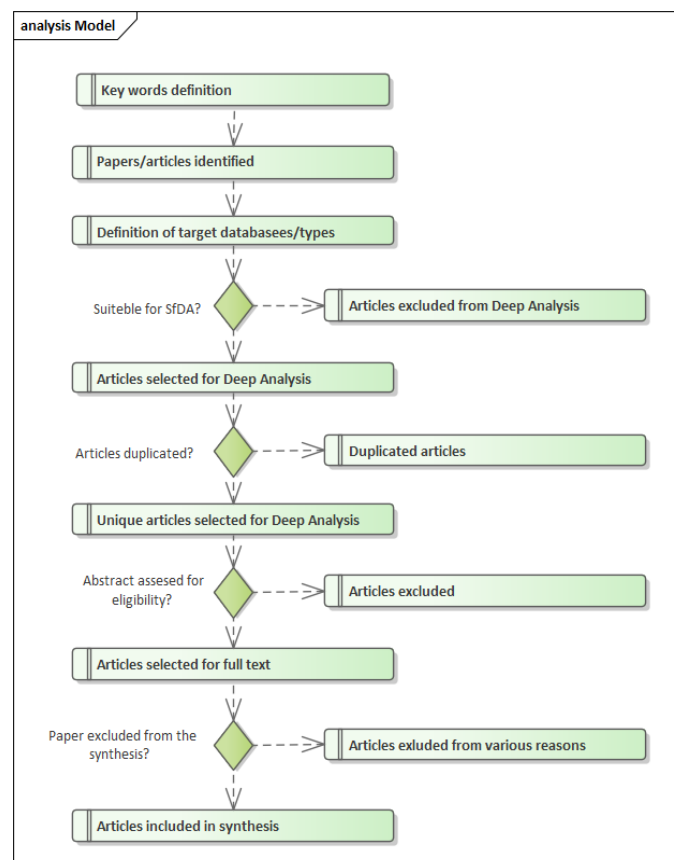 analysis Model
Key words definition
Papers/articles identified
Definition of target databasees/types
Suiteble for SfDA?
Articles excluded from Deep Analysis
Articles selected for Deep Analysis
Articles duplicated?
Duplicated articles
Unique articles selected for Deep Analysis
Abstract assesed for
eligibility?
Articles excluded
Articles selected for full text
Paper excluded from the
synthesis?
Articles exluded from various reasons
Articles included in synthesis